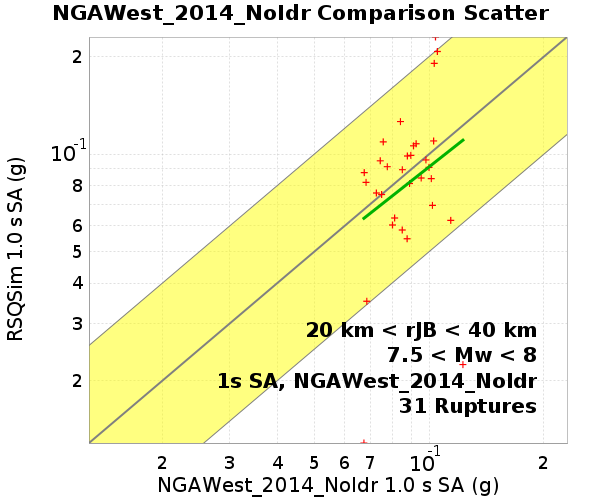 NGAWest_2014_NoIdr Comparison Scatter
2
10-1
8
6
5
4
3
2
RSQSim 1.0 s SA (g)
20 km < rJB < 40 km
7.5 < Mw < 8
1s SA, NGAWest_2014_NoIdr
31 Ruptures
2 3 4 5 6 7 10-1 2
NGAWest_2014_NoIdr 1.0 s SA (g)